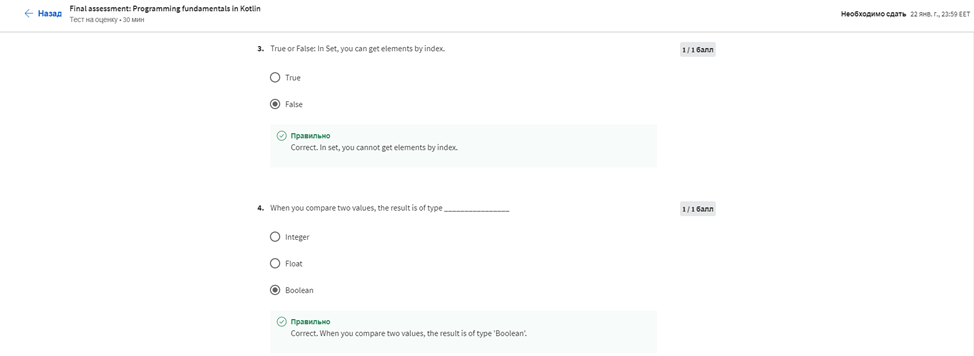 Назад
Final assessment: Programming fundamentals in Kotlin
Тест на оценку • 30 мин
Необходимо сдать 22 янв. г., 23:59 EET
3. True or False: In Set, you can get elements by index.
1 / 1 балл
True
False
Правильно
Correct. In set, you cannot get elements by index.
4. When you compare two values, the result is of type ________________
1 / 1 балл
Integer
Float
Boolean
Правильно
Correct. When you compare two values, the result is of type 'Boolean'.